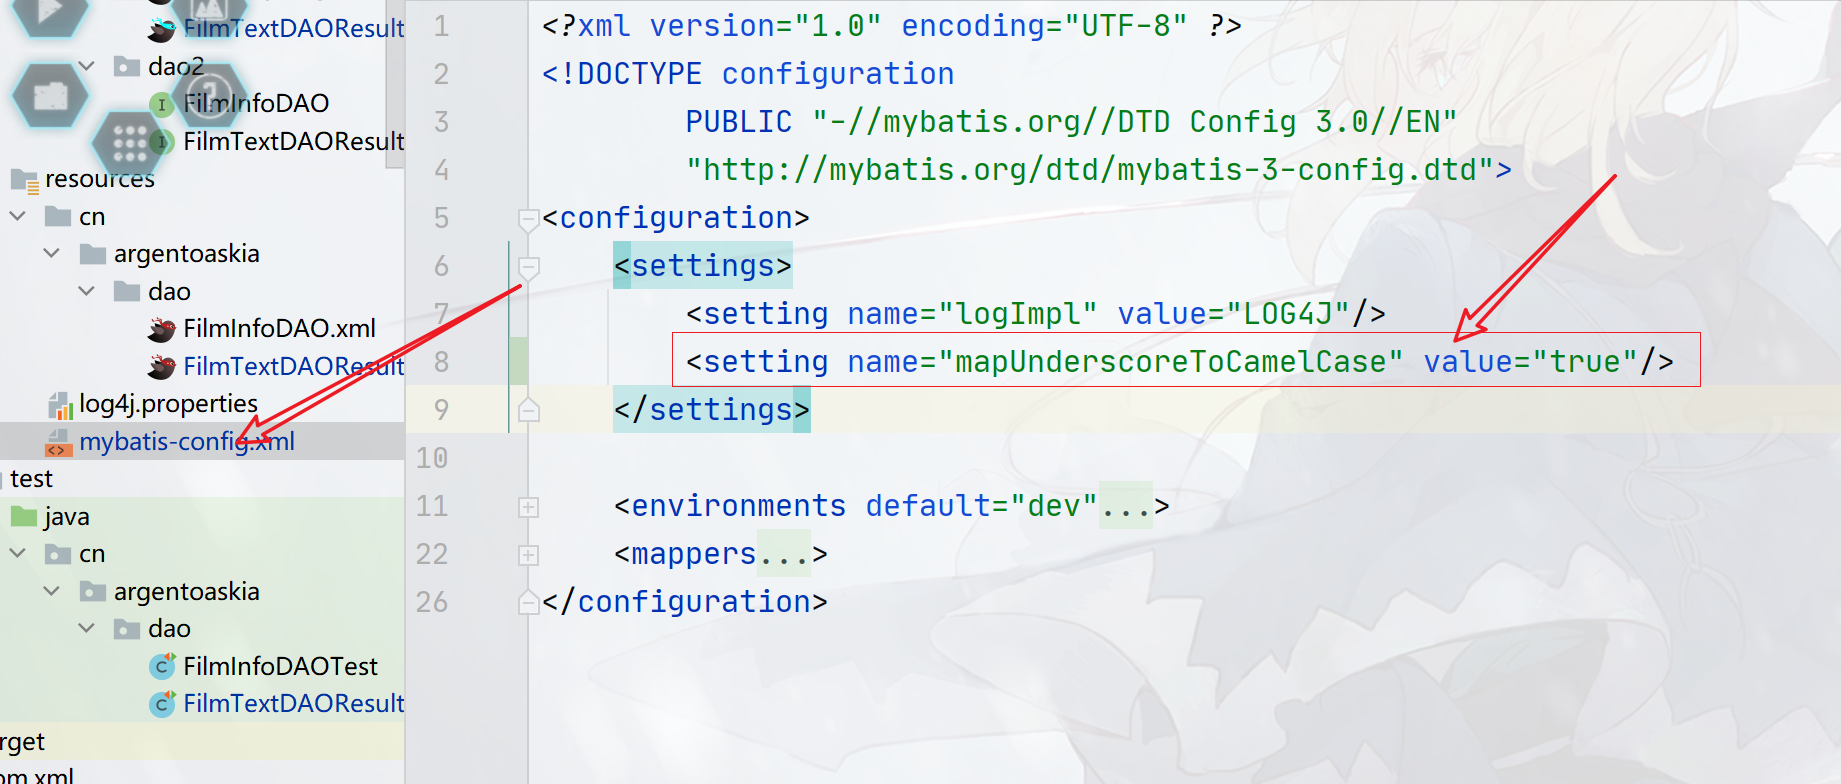 FilmTextDAOResult
dao2
FilmInfoDAO
FilmTextDAOResult
resources
cn
argentoaskia
dao
FilmInfoDAO.xml
FilmTextDAOResult
log4j.properties
mybatis-config.xml
test
java
cn
argentoaskia
dao
FilmInfoDAOTest
FilmTextDAOResult
rget
om.xml
1 <?xml version="1.0" encoding="UTF-8" ?>
2 <!DOCTYPE configuration
3 PUBLIC "-//mybatis.org//DTD Config 3.0//EN"
4 "http://mybatis.org/dtd/mybatis-3-config.dtd">
5 <configuration>
6 <settings>
7 <setting name="logImpl" value="LOG4J"/>
8 <setting name="mapUnderscoreToCamelCase" value="true"/>
9 </settings>
10
11 <environments default="dev"...>
22 <mappers...>
26 </configuration>